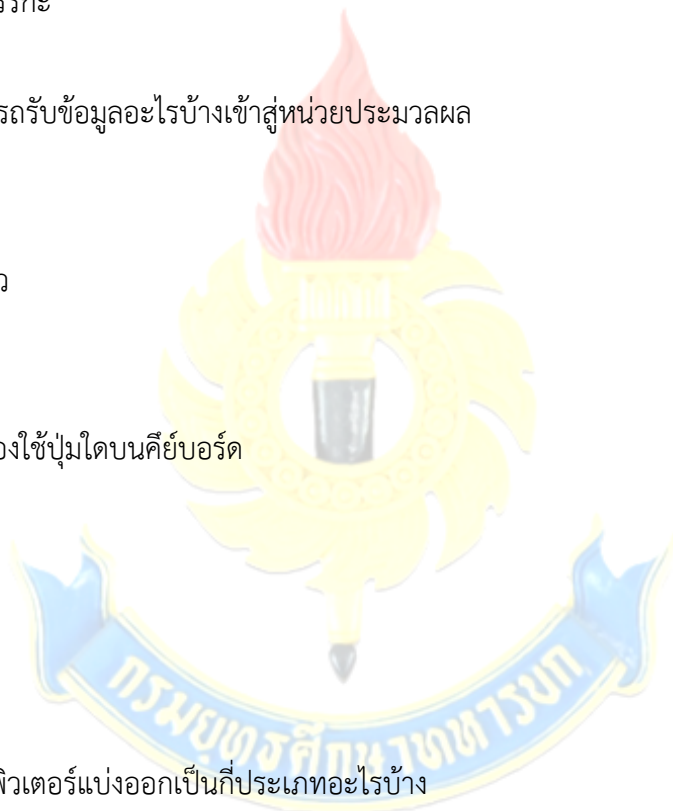 รรกะ
รถรับข้อมูลอะไรบ้างเข้าสู่หน่วยประมวลผล
ว
องใช้ปุ่มใดบนคีย์บอร์ด
กรมยุทธศึกษาทหารบก
พิวเตอร์แบ่งออกเป็นกี่ประเภทอะไรบ้าง